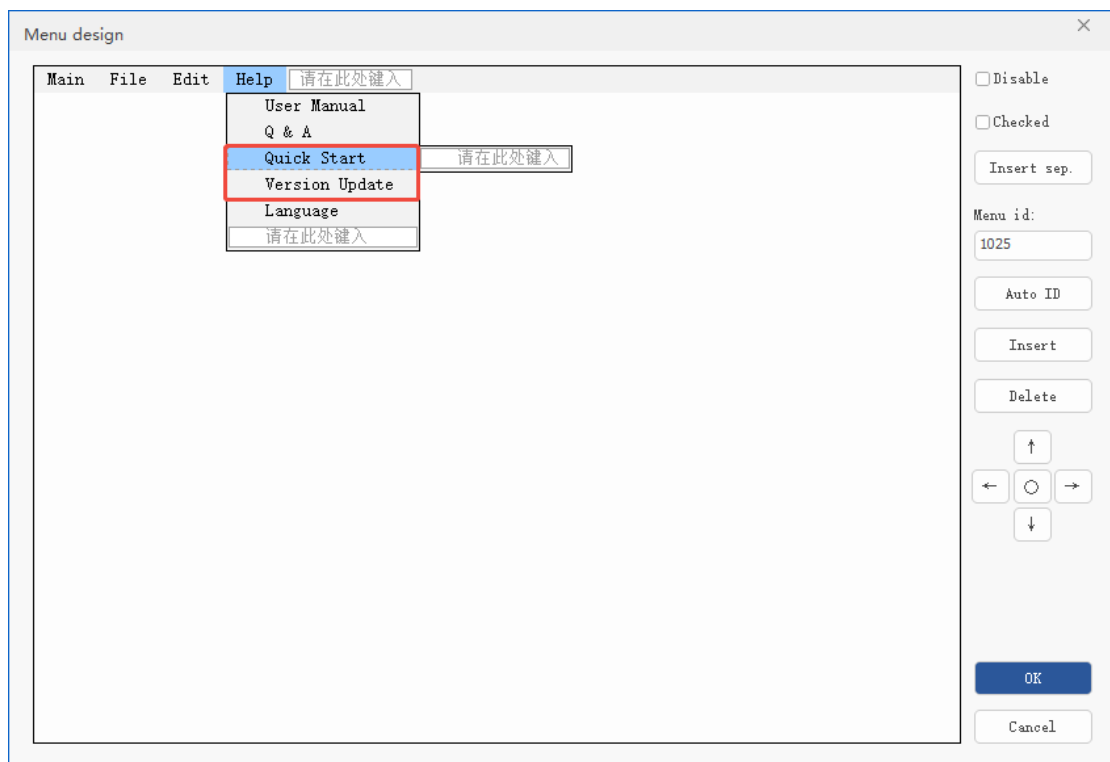 Menu design
Main File Edit Help 请在此处键入
User Manual
Q & A
Quick Start 请在此处键入
Version Update
Language
请在此处键入
Disable
Checked
Insert sep.
Menu id:
1025
Auto ID
Insert
Delete
↑
← ○ →
↓
OK
Cancel